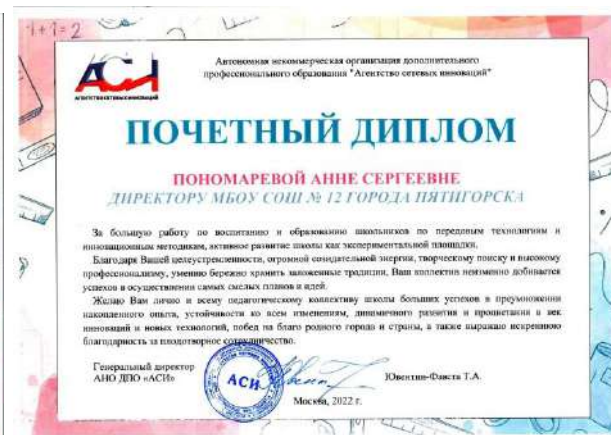 1+1=2
АСИ
АГЕНТСТВО СЕТЕВЫХ ИННОВАЦИЙ
Автономная некоммерческая организация дополнительного
профессионального образования "Агентство сетевых инноваций"
ПОЧЕТНЫЙ ДИПЛОМ
ПОНОМАРЕВОЙ АННЕ СЕРГЕЕВНЕ
ДИРЕКТОРУ МБОУ СОШ № 12 ГОРОДА ПЯТИГОРСКА
За большую работу по воспитанию и образованию школьников по передовым технологиям и
инновационным методикам, активное развитие школы как экспериментальной площадки.
Благодаря Вашей целеустремленности, огромной созидательной энергии, творческому поиску и высокому
профессионализму, умению бережно хранить заложенные традиции, Ваш коллектив неизменно добивается
успехов в осуществлении самых смелых планов и идей.
Желаю Вам лично и всему педагогическому коллективу школы больших успехов в преумножении
накопленного опыта, устойчивости ко всем изменениям, динамичного развития и процветания в век
инноваций и новых технологий, побед на благо родного города и страны, а также выражаю искреннюю
благодарность за плодотворное сотрудничество.
Генеральный директор
АНО ДПО «АСИ»
АСИ
Ювентин-Фавста Т.А.
Москва, 2022 г.